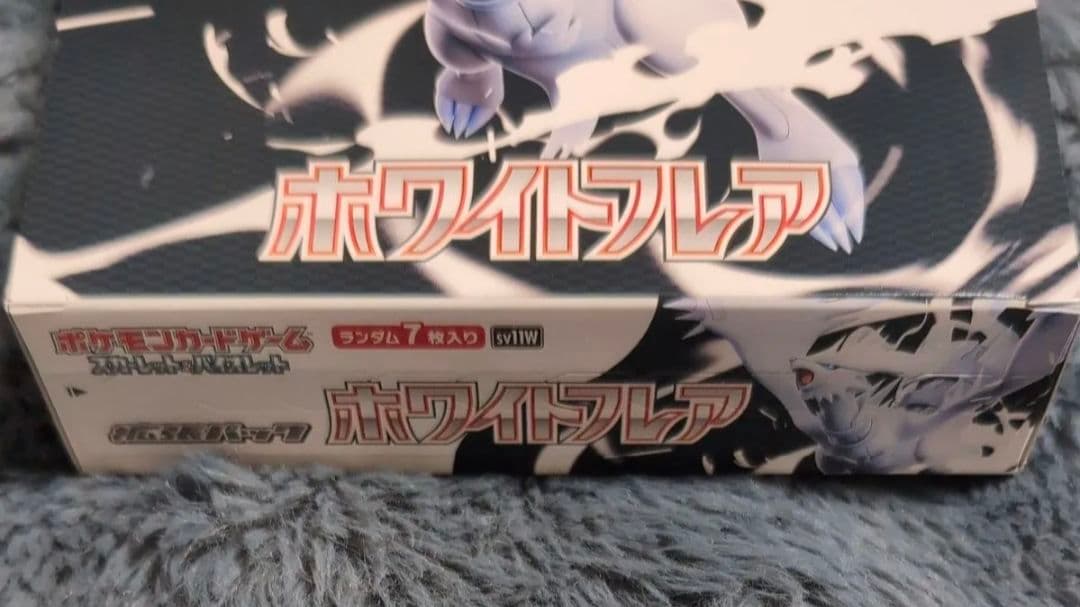 ホワイトフレア
ポケモンカードゲーム
スカーレット&バイオレット
ランダム7枚入り
sv11W
拡張パック
ホワイトフレア